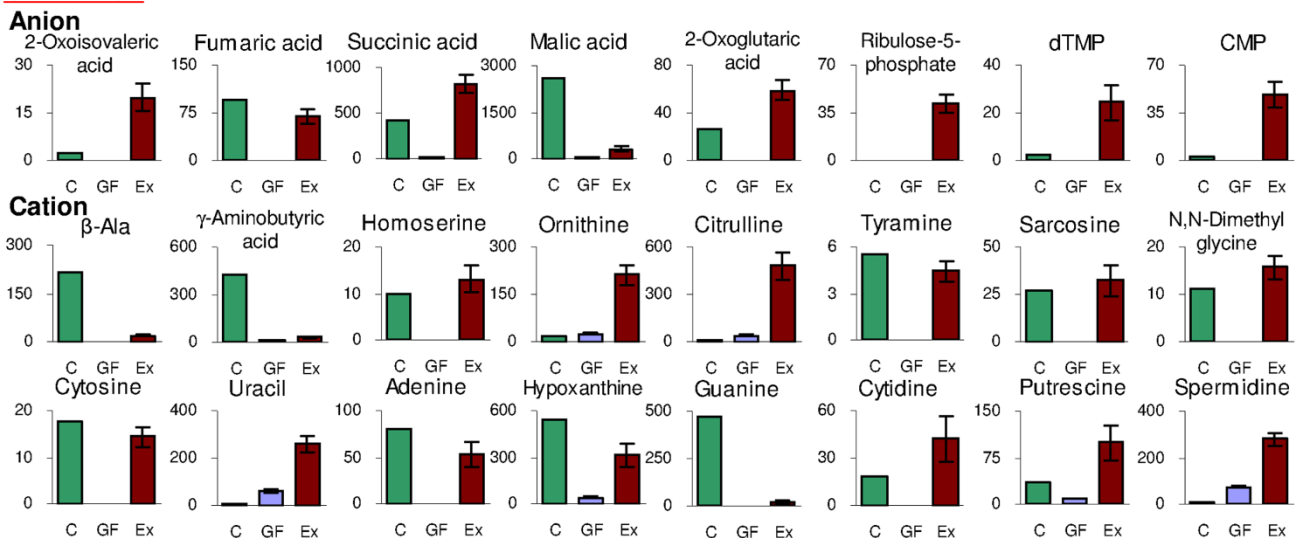 Anion
2-Oxoisovaleric acid
Fumaric acid
Succinic acid
Malic acid
2-Oxoglutaric acid
Ribulose-5-phosphate
dTMP
CMP
30 15 0
150 75 0
1000 500 0
3000 1500 0
80 40 0
70 35 0
40 20 0
70 35 0
C GF Ex C GF Ex C GF Ex C GF Ex C GF Ex C GF Ex C GF Ex C GF Ex
Cation
β-Ala
γ-Aminobutyric acid
Homoserine
Ornithine
Citrulline
Tyramine
Sarcosine
N,N-Dimethyl glycine
300 150 0
600 300 0
20 10 0
300 150 0
600 300 0
6 3 0
50 25 0
20 10 0
C GF Ex C GF Ex C GF Ex C GF Ex C GF Ex C GF Ex C GF Ex C GF Ex
Cytosine
Uracil
Adenine
Hypoxanthine
Guanine
Cytidine
Putrescine
Spermidine
20 10 0
400 200 0
100 50 0
600 300 0
500 250 0
60 30 0
150 75 0
400 200 0
C GF Ex C GF Ex C GF Ex C GF Ex C GF Ex C GF Ex C GF Ex C GF Ex